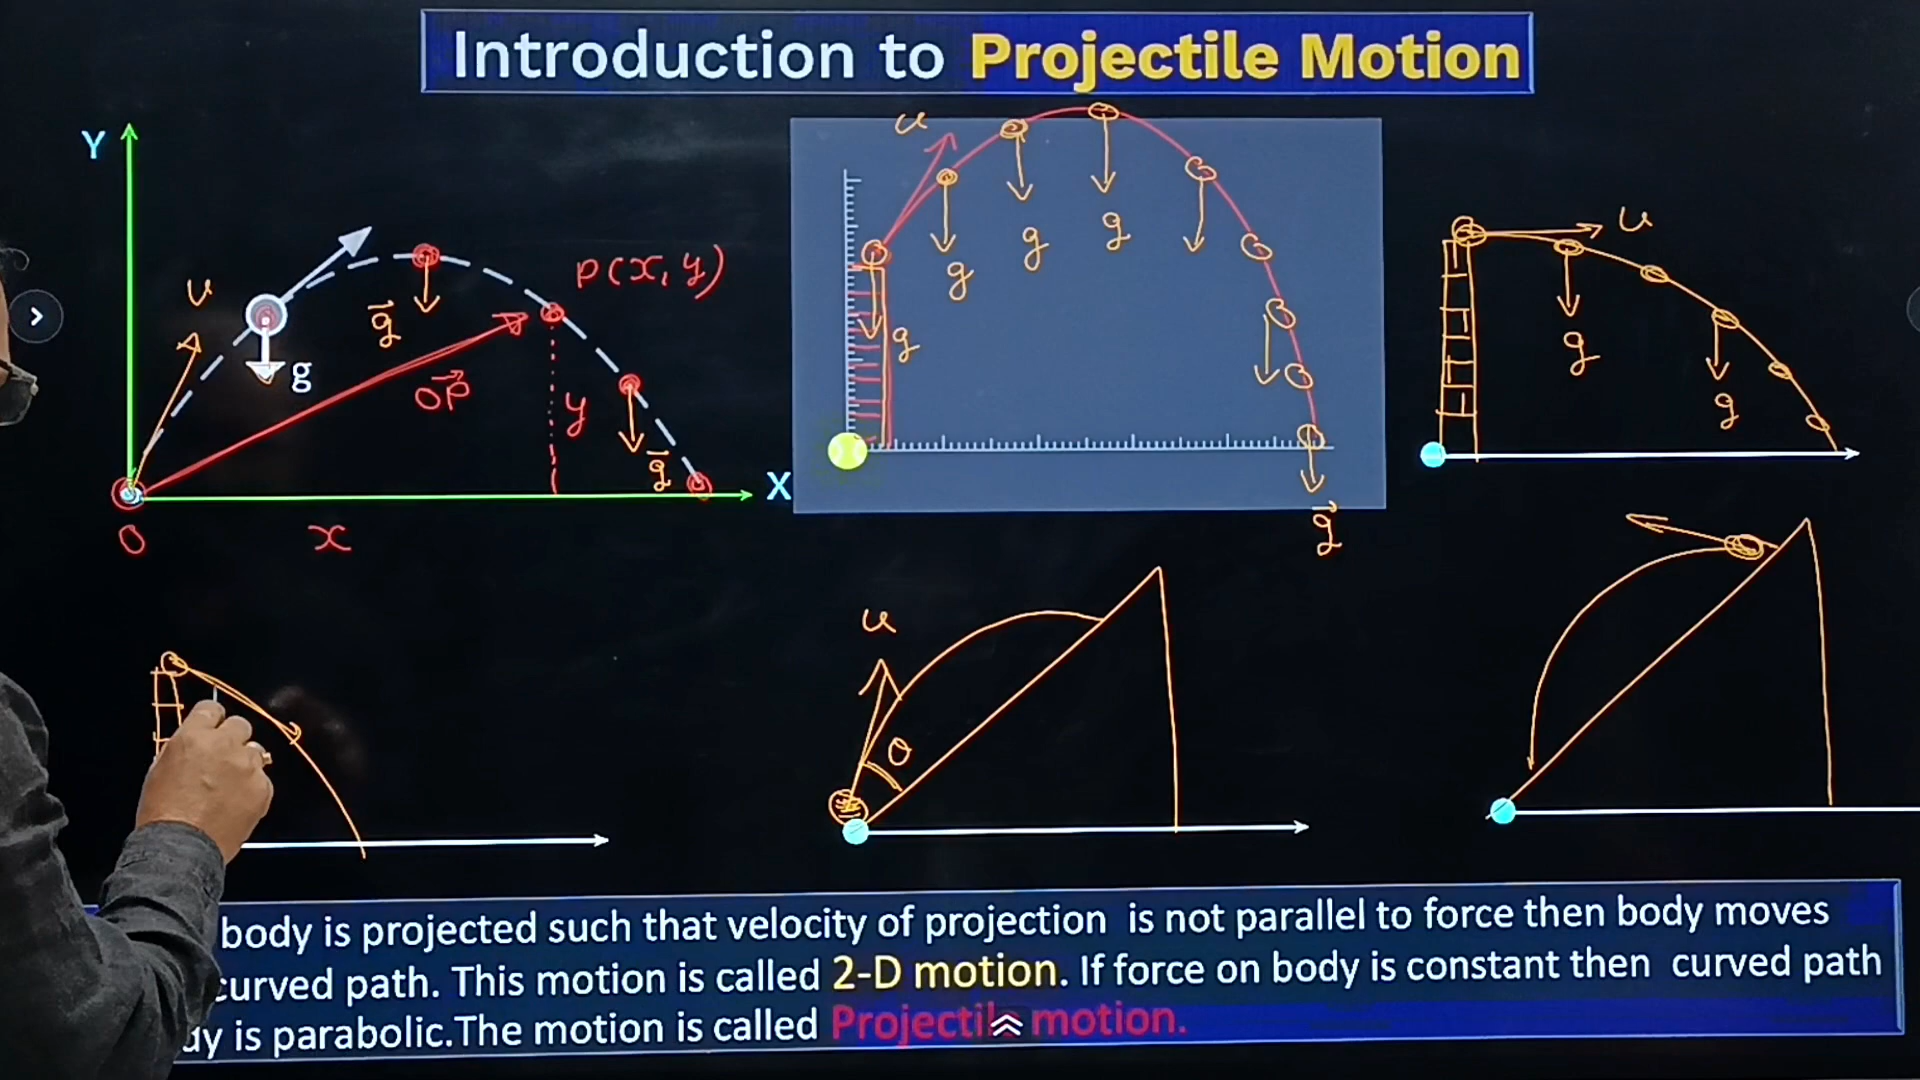 Introduction to Projectile Motion
Y
u
g
g
P(x, y)
OP
y
g
X
O
x
u
g
g
g
g
g
u
g
g
u
θ
body is projected such that velocity of projection is not parallel to force then body moves
curved path. This motion is called 2-D motion. If force on body is constant then curved path
dy is parabolic.The motion is called Projectile motion.